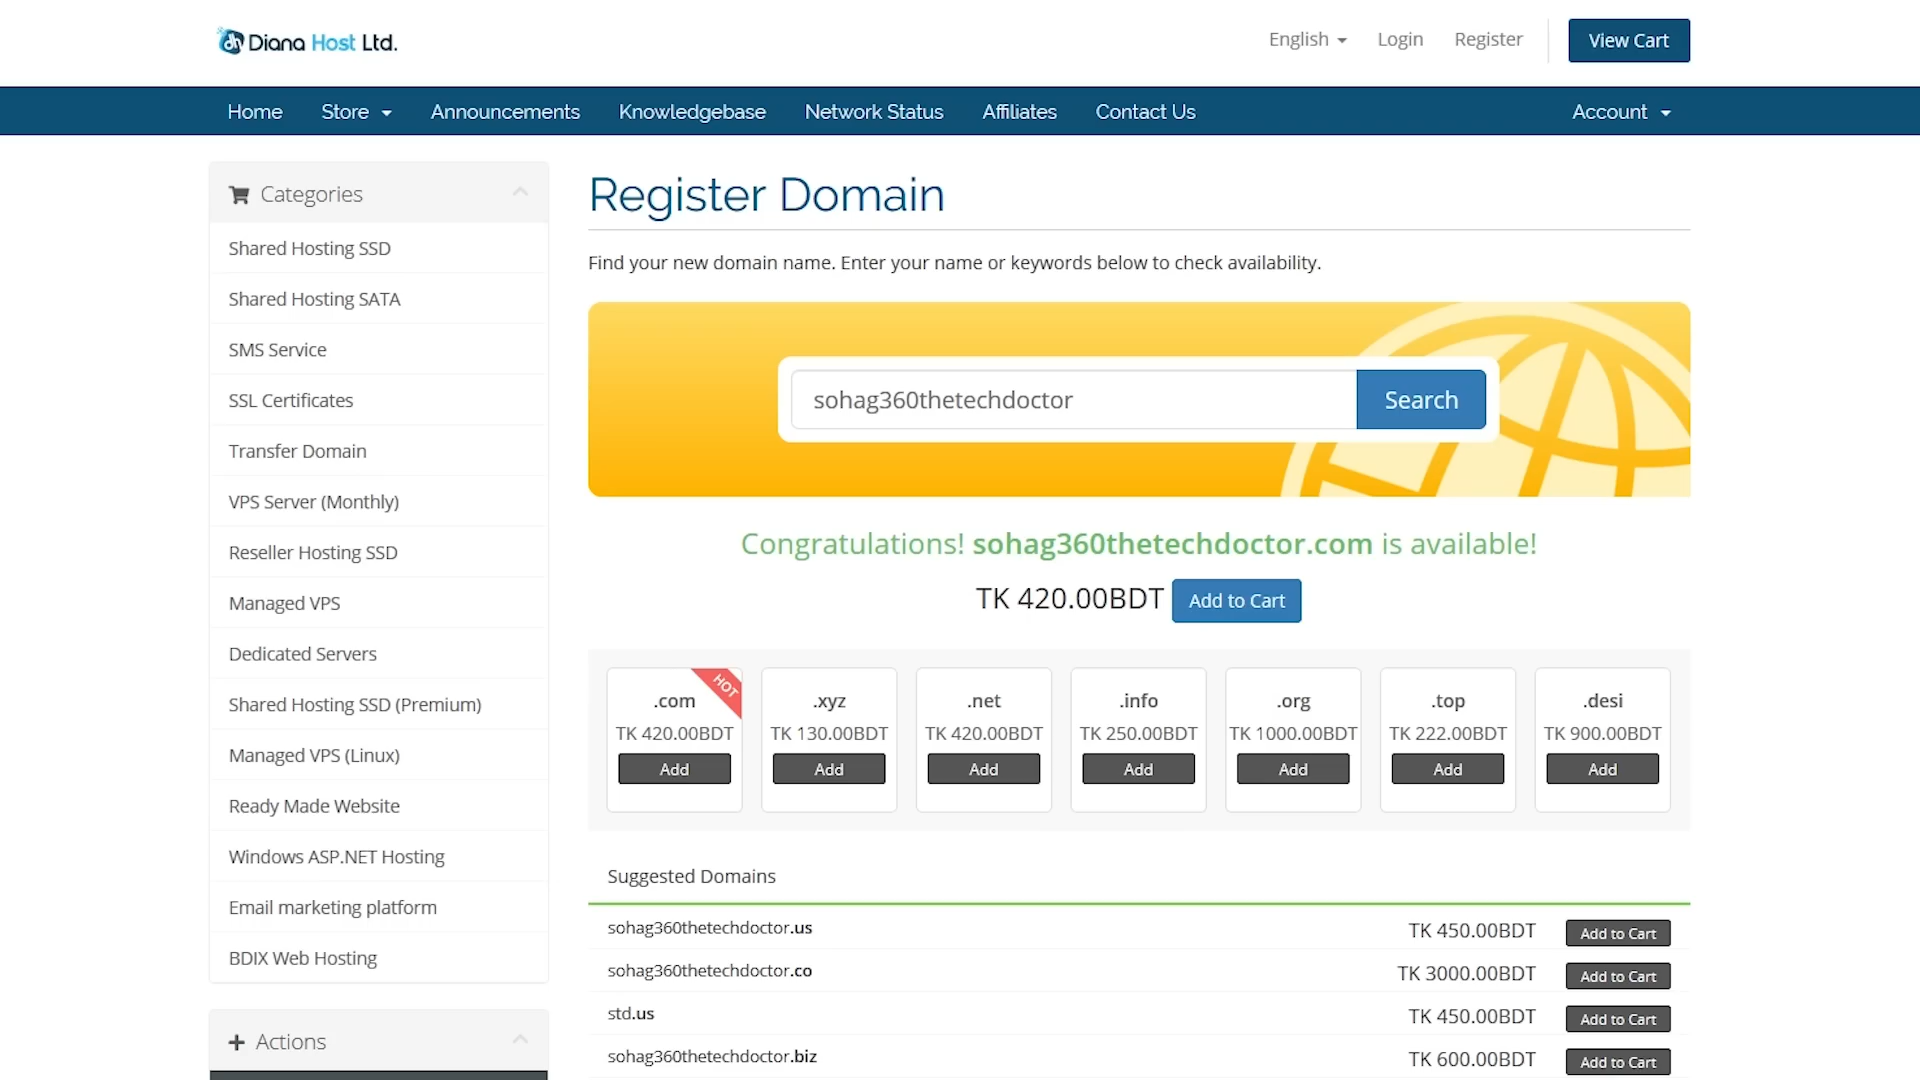 Diana Host Ltd.
English
Login
Register
View Cart
Home
Store
Announcements
Knowledgebase
Network Status
Affiliates
Contact Us
Account
Categories
Shared Hosting SSD
Shared Hosting SATA
SMS Service
SSL Certificates
Transfer Domain
VPS Server (Monthly)
Reseller Hosting SSD
Managed VPS
Dedicated Servers
Shared Hosting SSD (Premium)
Managed VPS (Linux)
Ready Made Website
Windows ASP.NET Hosting
Email marketing platform
BDIX Web Hosting
Actions
Register Domain
Find your new domain name. Enter your name or keywords below to check availability.
sohag360thetechdoctor
Search
Congratulations! sohag360thetechdoctor.com is available!
TK 420.00BDT Add to Cart
HOT
.com
TK 420.00BDT
Add
.xyz
TK 130.00BDT
Add
.net
TK 420.00BDT
Add
.info
TK 250.00BDT
Add
.org
TK 1000.00BDT
Add
.top
TK 222.00BDT
Add
.desi
TK 900.00BDT
Add
Suggested Domains
sohag360thetechdoctor.us TK 450.00BDT Add to Cart
sohag360thetechdoctor.co TK 3000.00BDT Add to Cart
std.us TK 450.00BDT Add to Cart
sohag360thetechdoctor.biz TK 600.00BDT Add to Cart